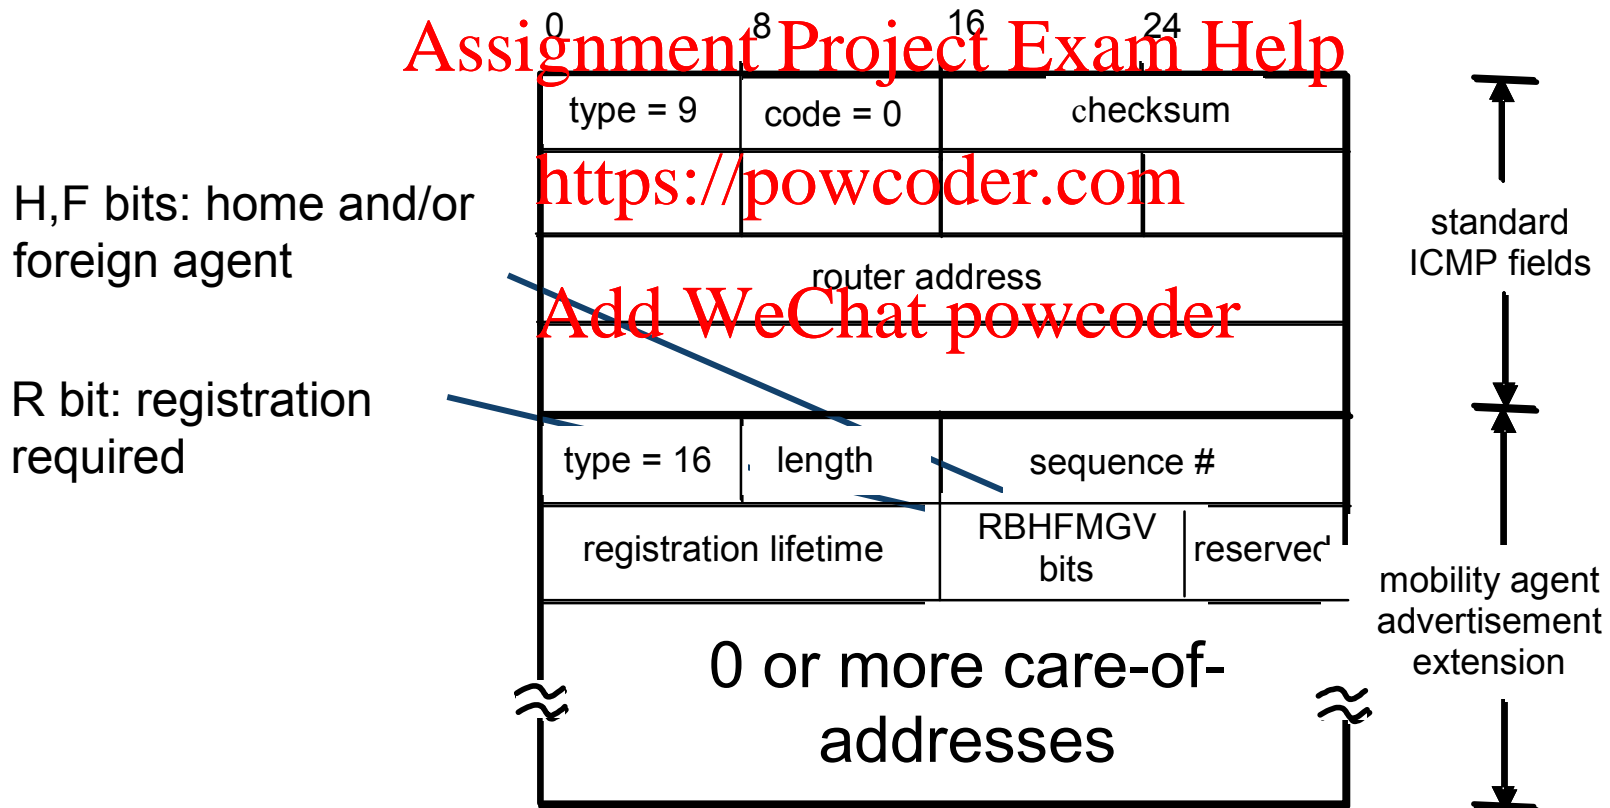 0 8 16 24
Assignment Project Exam Help
type = 9 code = 0 checksum
https://powcoder.com
H,F bits: home and/or
foreign agent
standard
ICMP fields
router address
Add WeChat powcoder
R bit: registration
required
type = 16 length sequence #
RBHFMGV
bits
registration lifetime
reserved
mobility agent
advertisement
extension
0 or more care-of-
addresses